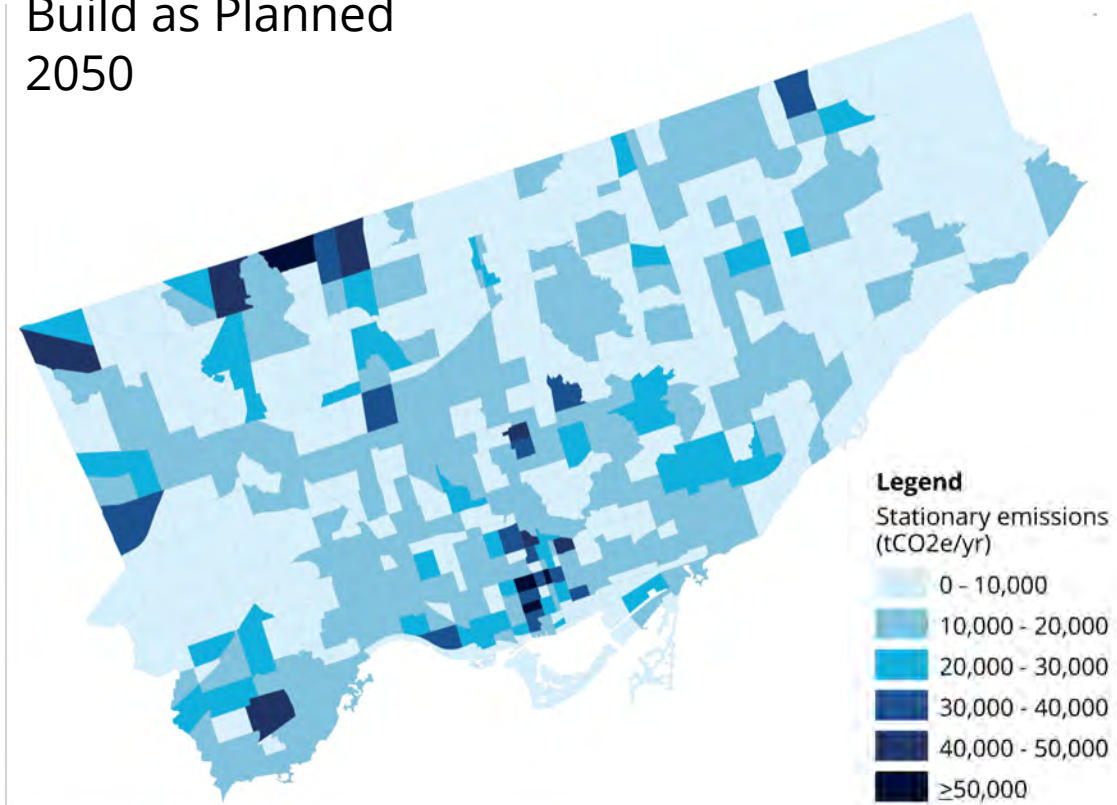 Build as Planned
2050
Legend
Stationary emissions
(tCO2e/yr)
0 - 10,000
10,000 - 20,000
20,000 - 30,000
30,000 - 40,000
40,000 - 50,000
≥50,000